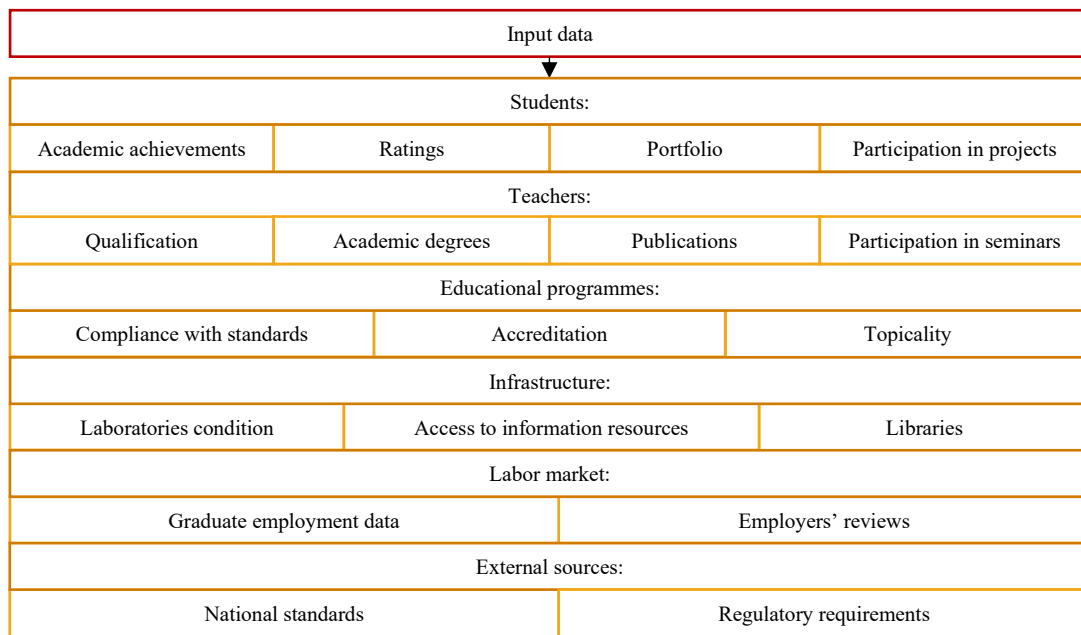 Input data
Students:
Academic achievements Ratings Portfolio Participation in projects
Teachers:
Qualification Academic degrees Publications Participation in seminars
Educational programmes:
Compliance with standards Accreditation Topicality
Infrastructure:
Laboratories condition Access to information resources Libraries
Labor market:
Graduate employment data Employers’ reviews
External sources:
National standards Regulatory requirements